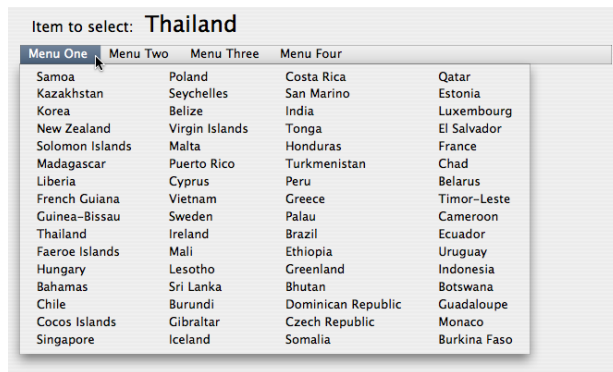 Item to select: Thailand
Menu One Menu Two Menu Three Menu Four
Samoa Poland Costa Rica Qatar
Kazakhstan Seychelles San Marino Estonia
Korea Belize India Luxembourg
New Zealand Virgin Islands Tonga El Salvador
Solomon Islands Malta Honduras France
Madagascar Puerto Rico Turkmenistan Chad
Liberia Cyprus Peru Belarus
French Guiana Vietnam Greece Timor-Leste
Guinea-Bissau Sweden Palau Cameroon
Thailand Ireland Brazil Ecuador
Faeroe Islands Mali Ethiopia Uruguay
Hungary Lesotho Greenland Indonesia
Bahamas Sri Lanka Bhutan Botswana
Chile Burundi Dominican Republic Guadaloupe
Cocos Islands Gibraltar Czech Republic Monaco
Singapore Iceland Somalia Burkina Faso